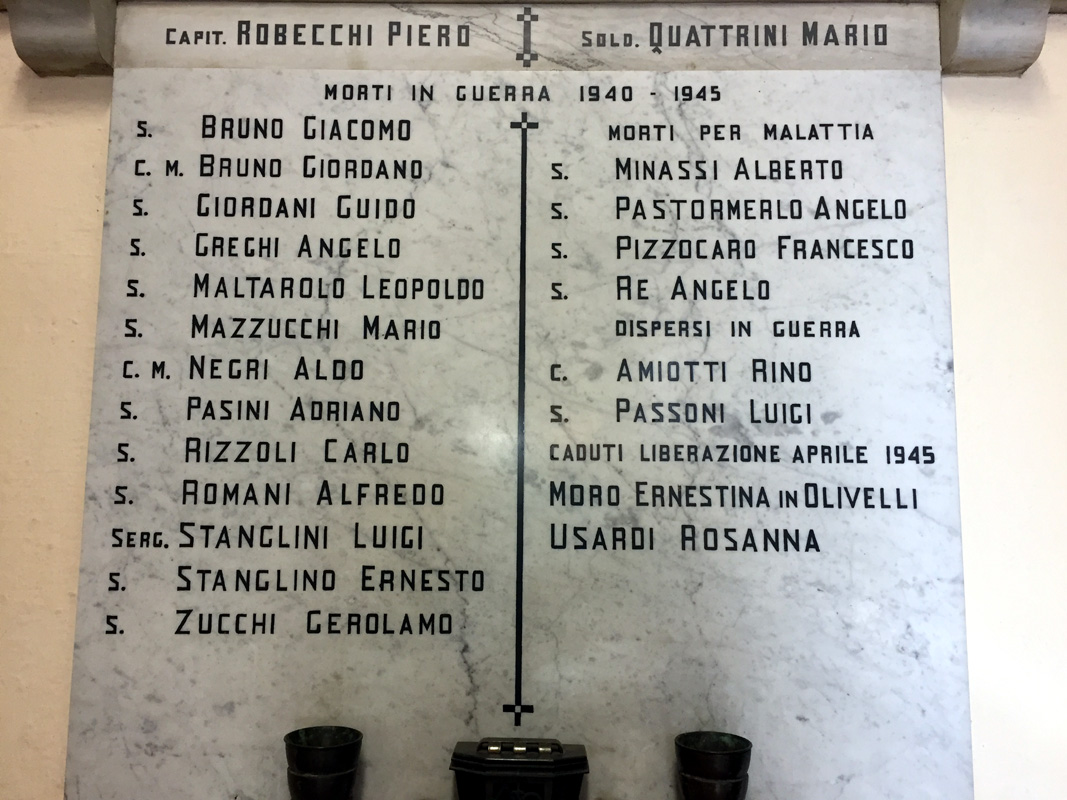 CAPIT. ROBECCHI PIERO
SOLD. QUATTRINI MARIO
MORTI IN GUERRA 1940 - 1945
S. BRUNO GIACOMO
C. M. BRUNO GIORDANO
S. GIORDANI GUIDO
S. GREGHI ANGELO
S. MALTAROLO LEOPOLDO
S. MAZZUCCHI MARIO
C. M. NEGRI ALDO
S. PASINI ADRIANO
S. RIZZOLI CARLO
S. ROMANI ALFREDO
SERG. STANGLINI LUIGI
S. STANGLINO ERNESTO
S. ZUCCHI GEROLAMO
MORTI PER MALATTIA
S. MINASSI ALBERTO
S. PASTORMERLO ANGELO
S. PIZZOCARO FRANCESCO
S. RE ANGELO
DISPERSI IN GUERRA
C. AMIOTTI RINO
S. PASSONI LUIGI
CADUTI LIBERAZIONE APRILE 1945
MORO ERNESTINA IN OLIVELLI
USARDI ROSANNA